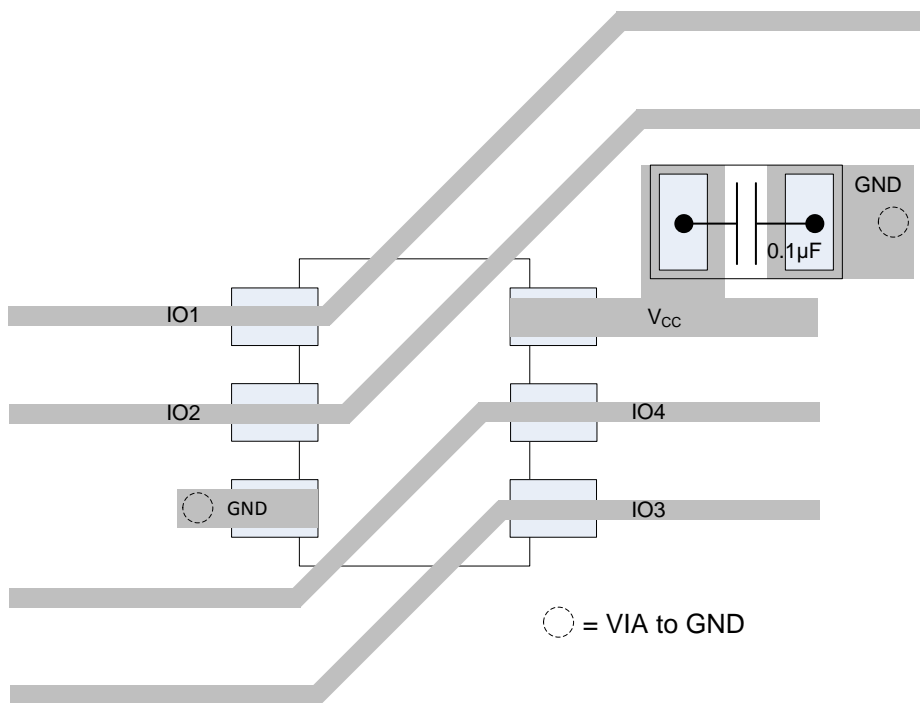 GND
0.1µF
IO1
VCC
IO2
IO4
GND
IO3
= VIA to GND